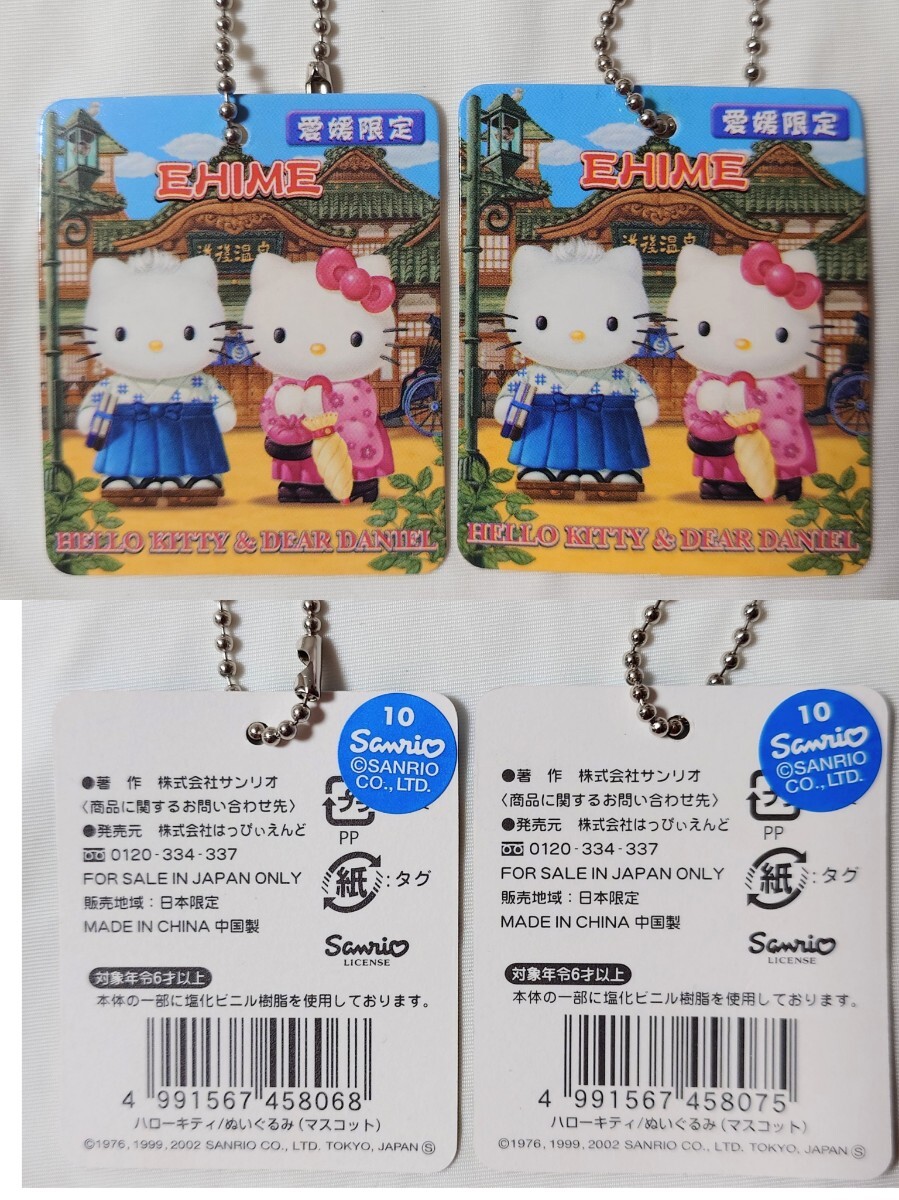 愛媛限定
EHIME
道後温泉
HELLO KITTY & DEAR DANIEL
愛媛限定
EHIME
道後温泉
HELLO KITTY & DEAR DANIEL
10
Sanrio
©SANRIO
CO., LTD.
●著 作 株式会社サンリオ
〈商品に関するお問い合わせ先〉
●発売元 株式会社はっぴぃえんど
0120-334-337
FOR SALE IN JAPAN ONLY
販売地域：日本限定
MADE IN CHINA 中国製
プラ
PP
紙：タグ
Sanrio
LICENSE
対象年令6才以上
本体の一部に塩化ビニル樹脂を使用しております。
4 991567 458068
ハローキティ/ぬいぐるみ（マスコット）
©1976, 1999, 2002 SANRIO CO., LTD. TOKYO, JAPAN Ⓢ
10
Sanrio
©SANRIO
CO., LTD.
●著 作 株式会社サンリオ
〈商品に関するお問い合わせ先〉
●発売元 株式会社はっぴぃえんど
0120-334-337
FOR SALE IN JAPAN ONLY
販売地域：日本限定
MADE IN CHINA 中国製
プラ
PP
紙：タグ
Sanrio
LICENSE
対象年令6才以上
本体の一部に塩化ビニル樹脂を使用しております。
4 991567 458075
ハローキティ/ぬいぐるみ（マスコット）
©1976, 1999, 2002 SANRIO CO., LTD. TOKYO, JAPAN Ⓢ